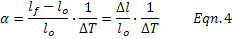 α = (l_f − l_o)/l_o · 1/ΔT = Δl/l_o · 1/ΔT Eqn. 4